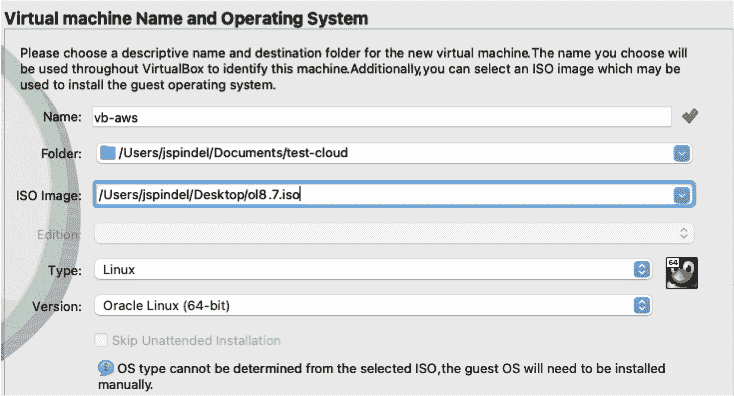 Virtual machine Name and Operating System
Please choose a descriptive name and destination folder for the new virtual machine.The name you choose will
be used throughout VirtualBox to identify this machine.Additionally,you can select an ISO image which may be
used to install the guest operating system.
Name: vb-aws
Folder: /Users/jspindel/Documents/test-cloud
ISO Image: /Users/jspindel/Desktop/ol8.7.iso
Edition:
Type: Linux
64
Version: Oracle Linux (64-bit)
Skip Unattended Installation
OS type cannot be determined from the selected ISO,the guest OS will need to be installed
manually.